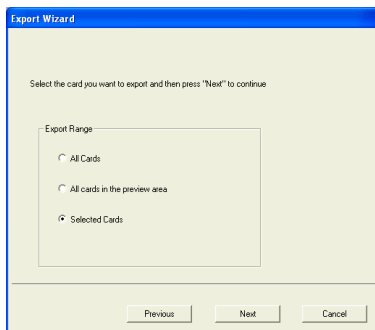 Export Wizard
Select the card you want to export and then press "Next" to continue
Export Range
All Cards
All cards in the preview area
Selected Cards
Previous Next Cancel